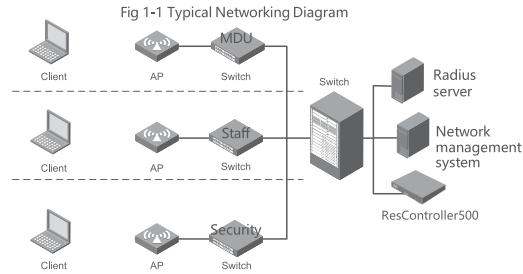 Fig 1-1 Typical Networking Diagram
MDU
Client
AP
Switch
Switch
Radius
server
Staff
Client
AP
Switch
Network
management
system
ResController500
Security
Client
AP
Switch